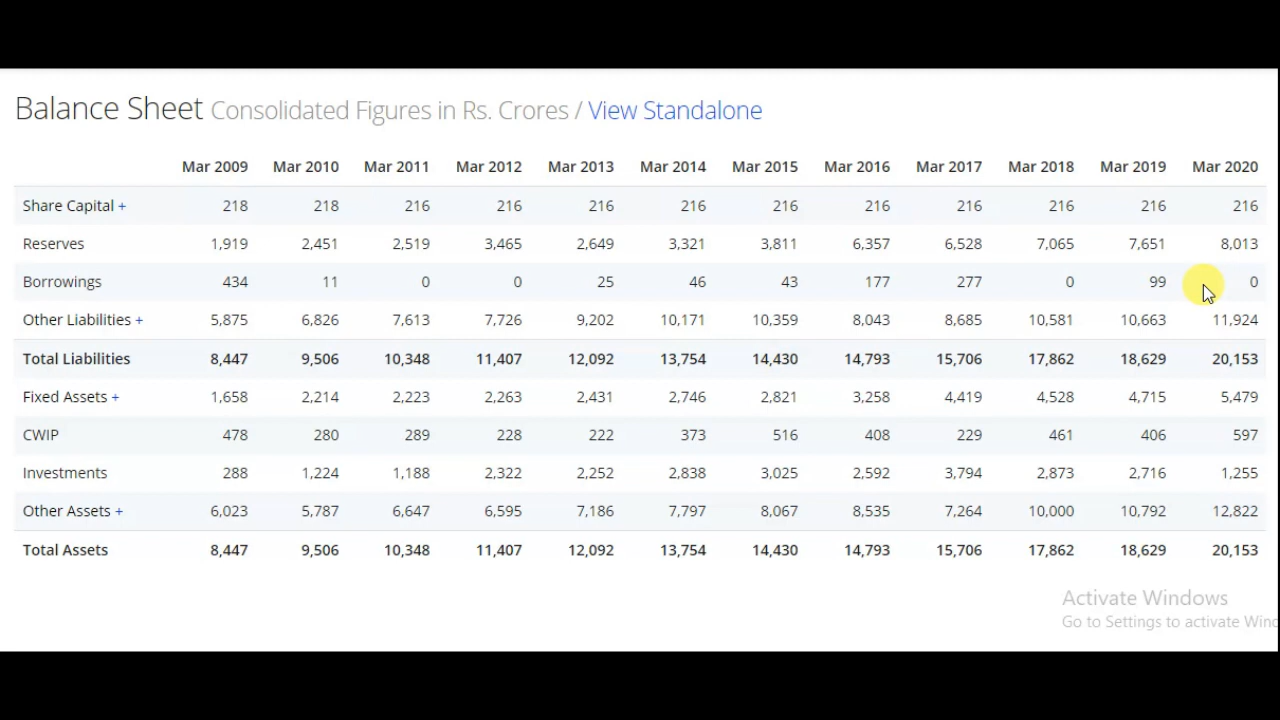 Balance Sheet Consolidated Figures in Rs. Crores / View Standalone
Mar 2009 Mar 2010 Mar 2011 Mar 2012 Mar 2013 Mar 2014 Mar 2015 Mar 2016 Mar 2017 Mar 2018 Mar 2019 Mar 2020
Share Capital + 218 218 216 216 216 216 216 216 216 216 216 216
Reserves 1,919 2,451 2,519 3,465 2,649 3,321 3,811 6,357 6,528 7,065 7,651 8,013
Borrowings 434 11 0 0 25 46 43 177 277 0 99 0
Other Liabilities + 5,875 6,826 7,613 7,726 9,202 10,171 10,359 8,043 8,685 10,581 10,663 11,924
Total Liabilities 8,447 9,506 10,348 11,407 12,092 13,754 14,430 14,793 15,706 17,862 18,629 20,153
Fixed Assets + 1,658 2,214 2,223 2,263 2,431 2,746 2,821 3,258 4,419 4,528 4,715 5,479
CWIP 478 280 289 228 222 373 516 408 229 461 406 597
Investments 288 1,224 1,188 2,322 2,252 2,838 3,025 2,592 3,794 2,873 2,716 1,255
Other Assets + 6,023 5,787 6,647 6,595 7,186 7,797 8,067 8,535 7,264 10,000 10,792 12,822
Total Assets 8,447 9,506 10,348 11,407 12,092 13,754 14,430 14,793 15,706 17,862 18,629 20,153
Activate Windows
Go to Settings to activate Winc